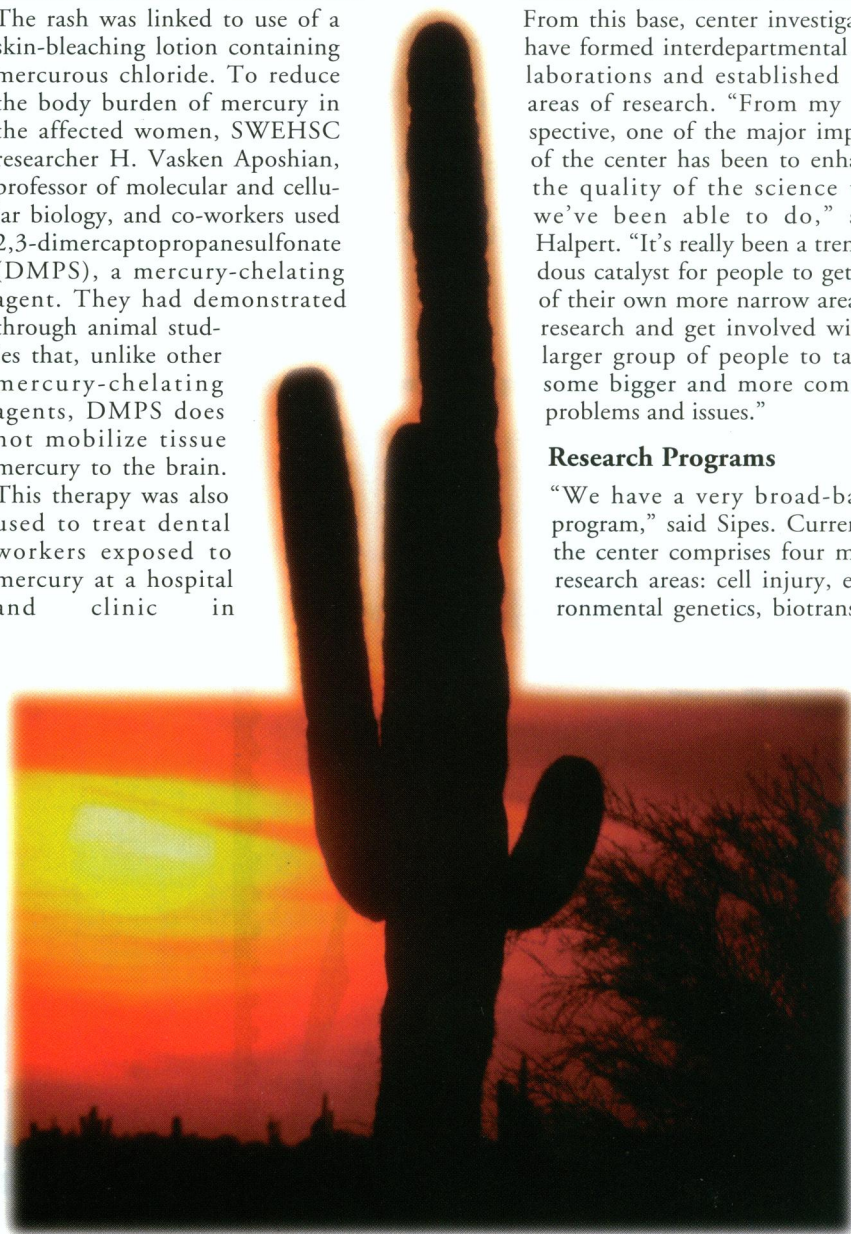 The rash was linked to use of a
skin-bleaching lotion containing
mercurous chloride. To reduce
the body burden of mercury in
the affected women, SWEHSC
researcher H. Vasken Aposhian,
professor of molecular and cellu-
lar biology, and co-workers used
2,3-dimercaptopropanesulfonate
(DMPS), a mercury-chelating
agent. They had demonstrated
through animal stud-
es that, unlike other
mercury-chelating
agents, DMPS does
not mobilize tissue
mercury to the brain.
This therapy was also
used to treat dental
workers exposed to
mercury at a hospital
and clinic in
From this base, center investiga
have formed interdepartmental
laborations and established
areas of research. “From my
spective, one of the major imp
of the center has been to enha
the quality of the science
we’ve been able to do,”
Halpert. “It’s really been a tren
dous catalyst for people to get
of their own more narrow area
research and get involved wi
larger group of people to ta
some bigger and more com
problems and issues.”
Research Programs
“We have a very broad-ba
program,” said Sipes. Curren
the center comprises four m
research areas: cell injury, e
ronmental genetics, biotrans